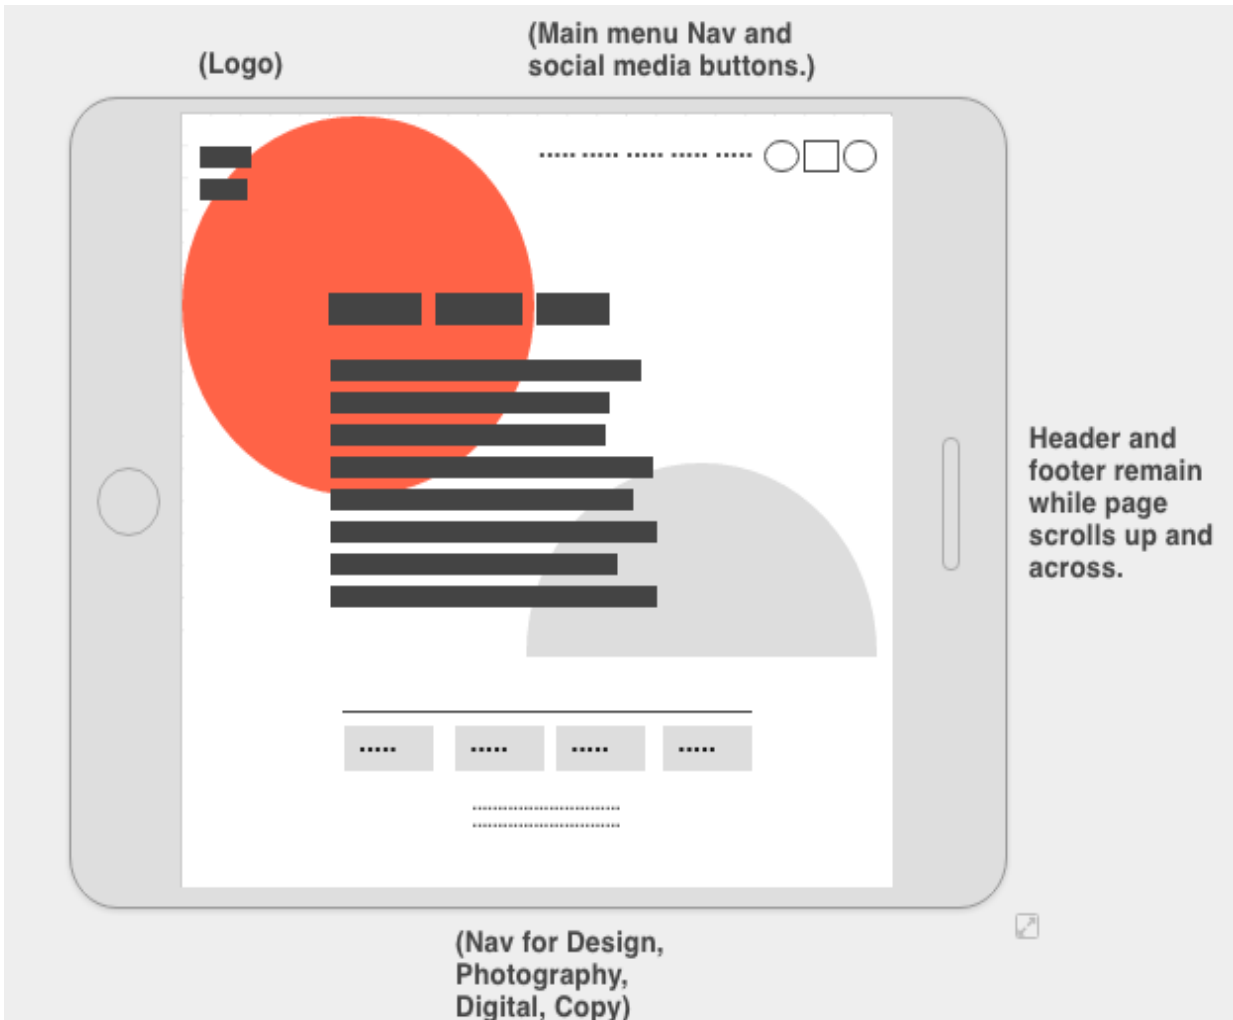 (Logo)
(Main menu Nav and
social media buttons.)
Header and
footer remain
while page
scrolls up and
across.
(Nav for Design,
Photography,
Digital, Copy)